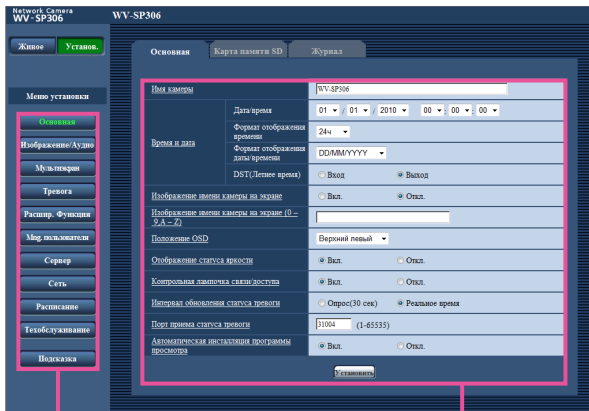 Network Camera
WV-SP306
WV-SP306
Живое
Установ.
Основная
Карта памяти SD
Журнал
Меню установки
Основная
Изображение/Аудио
Мультиэкран
Тревога
Расшир. Функция
Mng. пользователя
Сервер
Сеть
Расписание
Техобслуживание
Подсказка
Имя камеры
WV-SP306
Время и дата
Дата/время
01 / 01 / 2010 00 : 00 : 00
Формат отображения
времени
24ч
Формат отображения
даты/времени
DD/MM/YYYY
DST(Летнее время)
Вход
Выход
Изображение имени камеры на экране
Вкл.
Откл.
Изображение имени камеры на экране (0 –
9,A – Z)
Положение OSD
Верхний левый
Отображение статуса яркости
Вкл.
Откл.
Контрольная лампочка связи/доступа
Вкл.
Откл.
Интервал обновления статуса тревоги
Опрос(30 сек)
Реальное время
Порт приема статуса тревоги
31004
(1-65535)
Автоматическая инсталляция программы
просмотра
Вкл.
Откл.
Установить